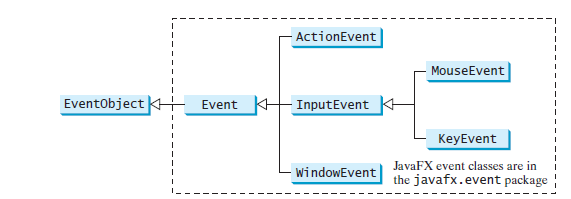 ActionEvent
MouseEvent
EventObject
Event
InputEvent
KeyEvent
WindowEvent
JavaFX event classes are in
the javafx.event package